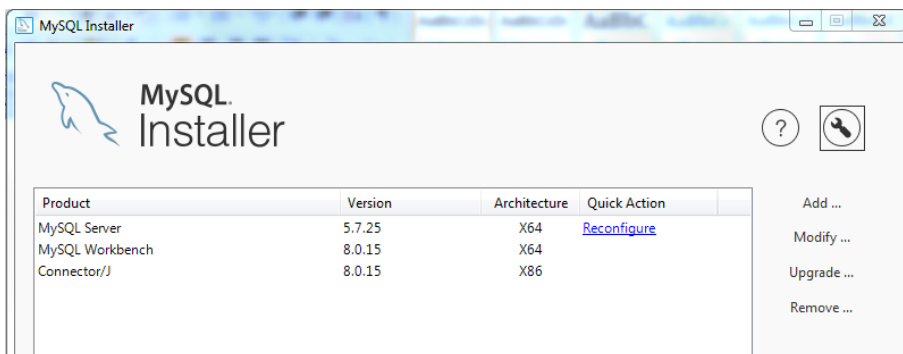 MySQL Installer
MySQL.
Installer
?
Product Version Architecture Quick Action
MySQL Server 5.7.25 X64 Reconfigure
MySQL Workbench 8.0.15 X64
Connector/J 8.0.15 X86
Add ...
Modify ...
Upgrade ...
Remove ...